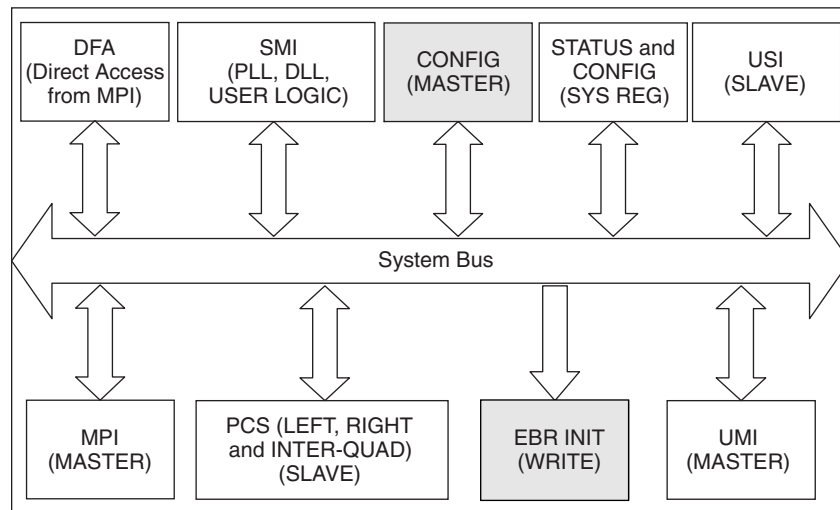 DFA
(Direct Access
from MPI)
SMI
(PLL, DLL,
USER LOGIC)
CONFIG
(MASTER)
STATUS and
CONFIG
(SYS REG)
USI
(SLAVE)
System Bus
MPI
(MASTER)
PCS (LEFT, RIGHT
and INTER-QUAD)
(SLAVE)
EBR INIT
(WRITE)
UMI
(MASTER)